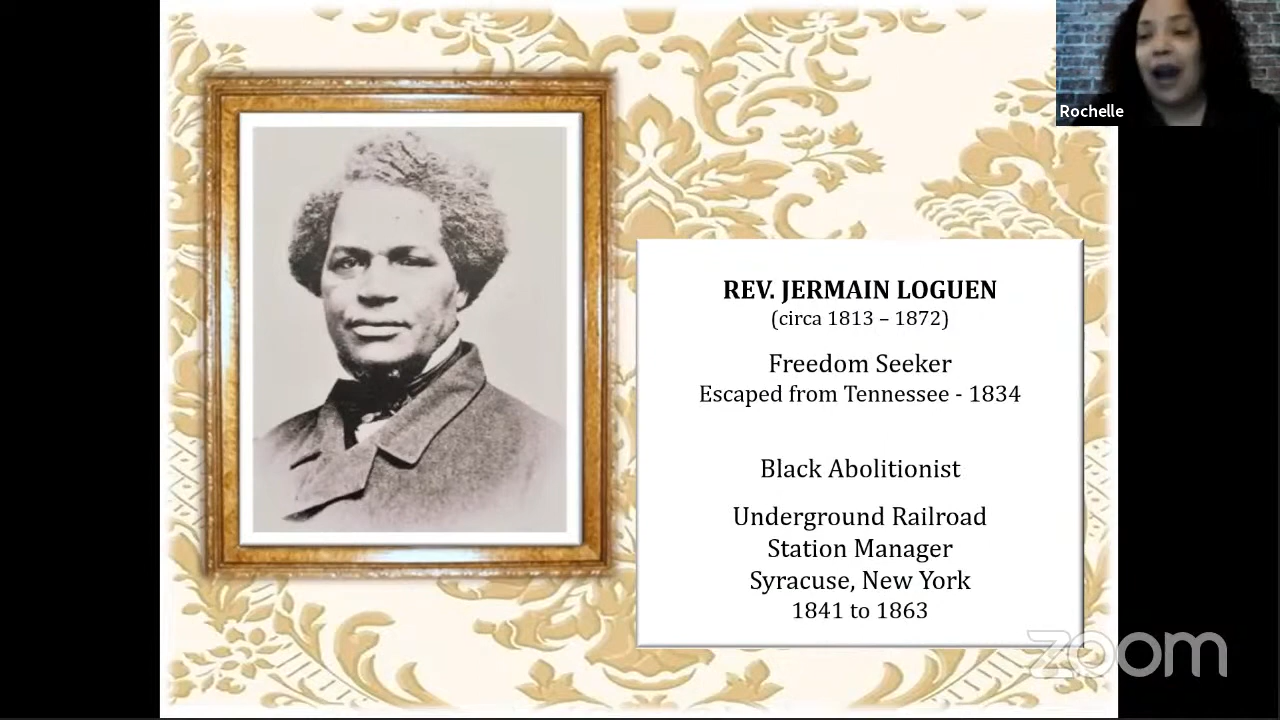 Rochelle
REV. JERMAIN LOGUEN
(circa 1813 – 1872)
Freedom Seeker
Escaped from Tennessee - 1834
Black Abolitionist
Underground Railroad
Station Manager
Syracuse, New York
1841 to 1863
zoom